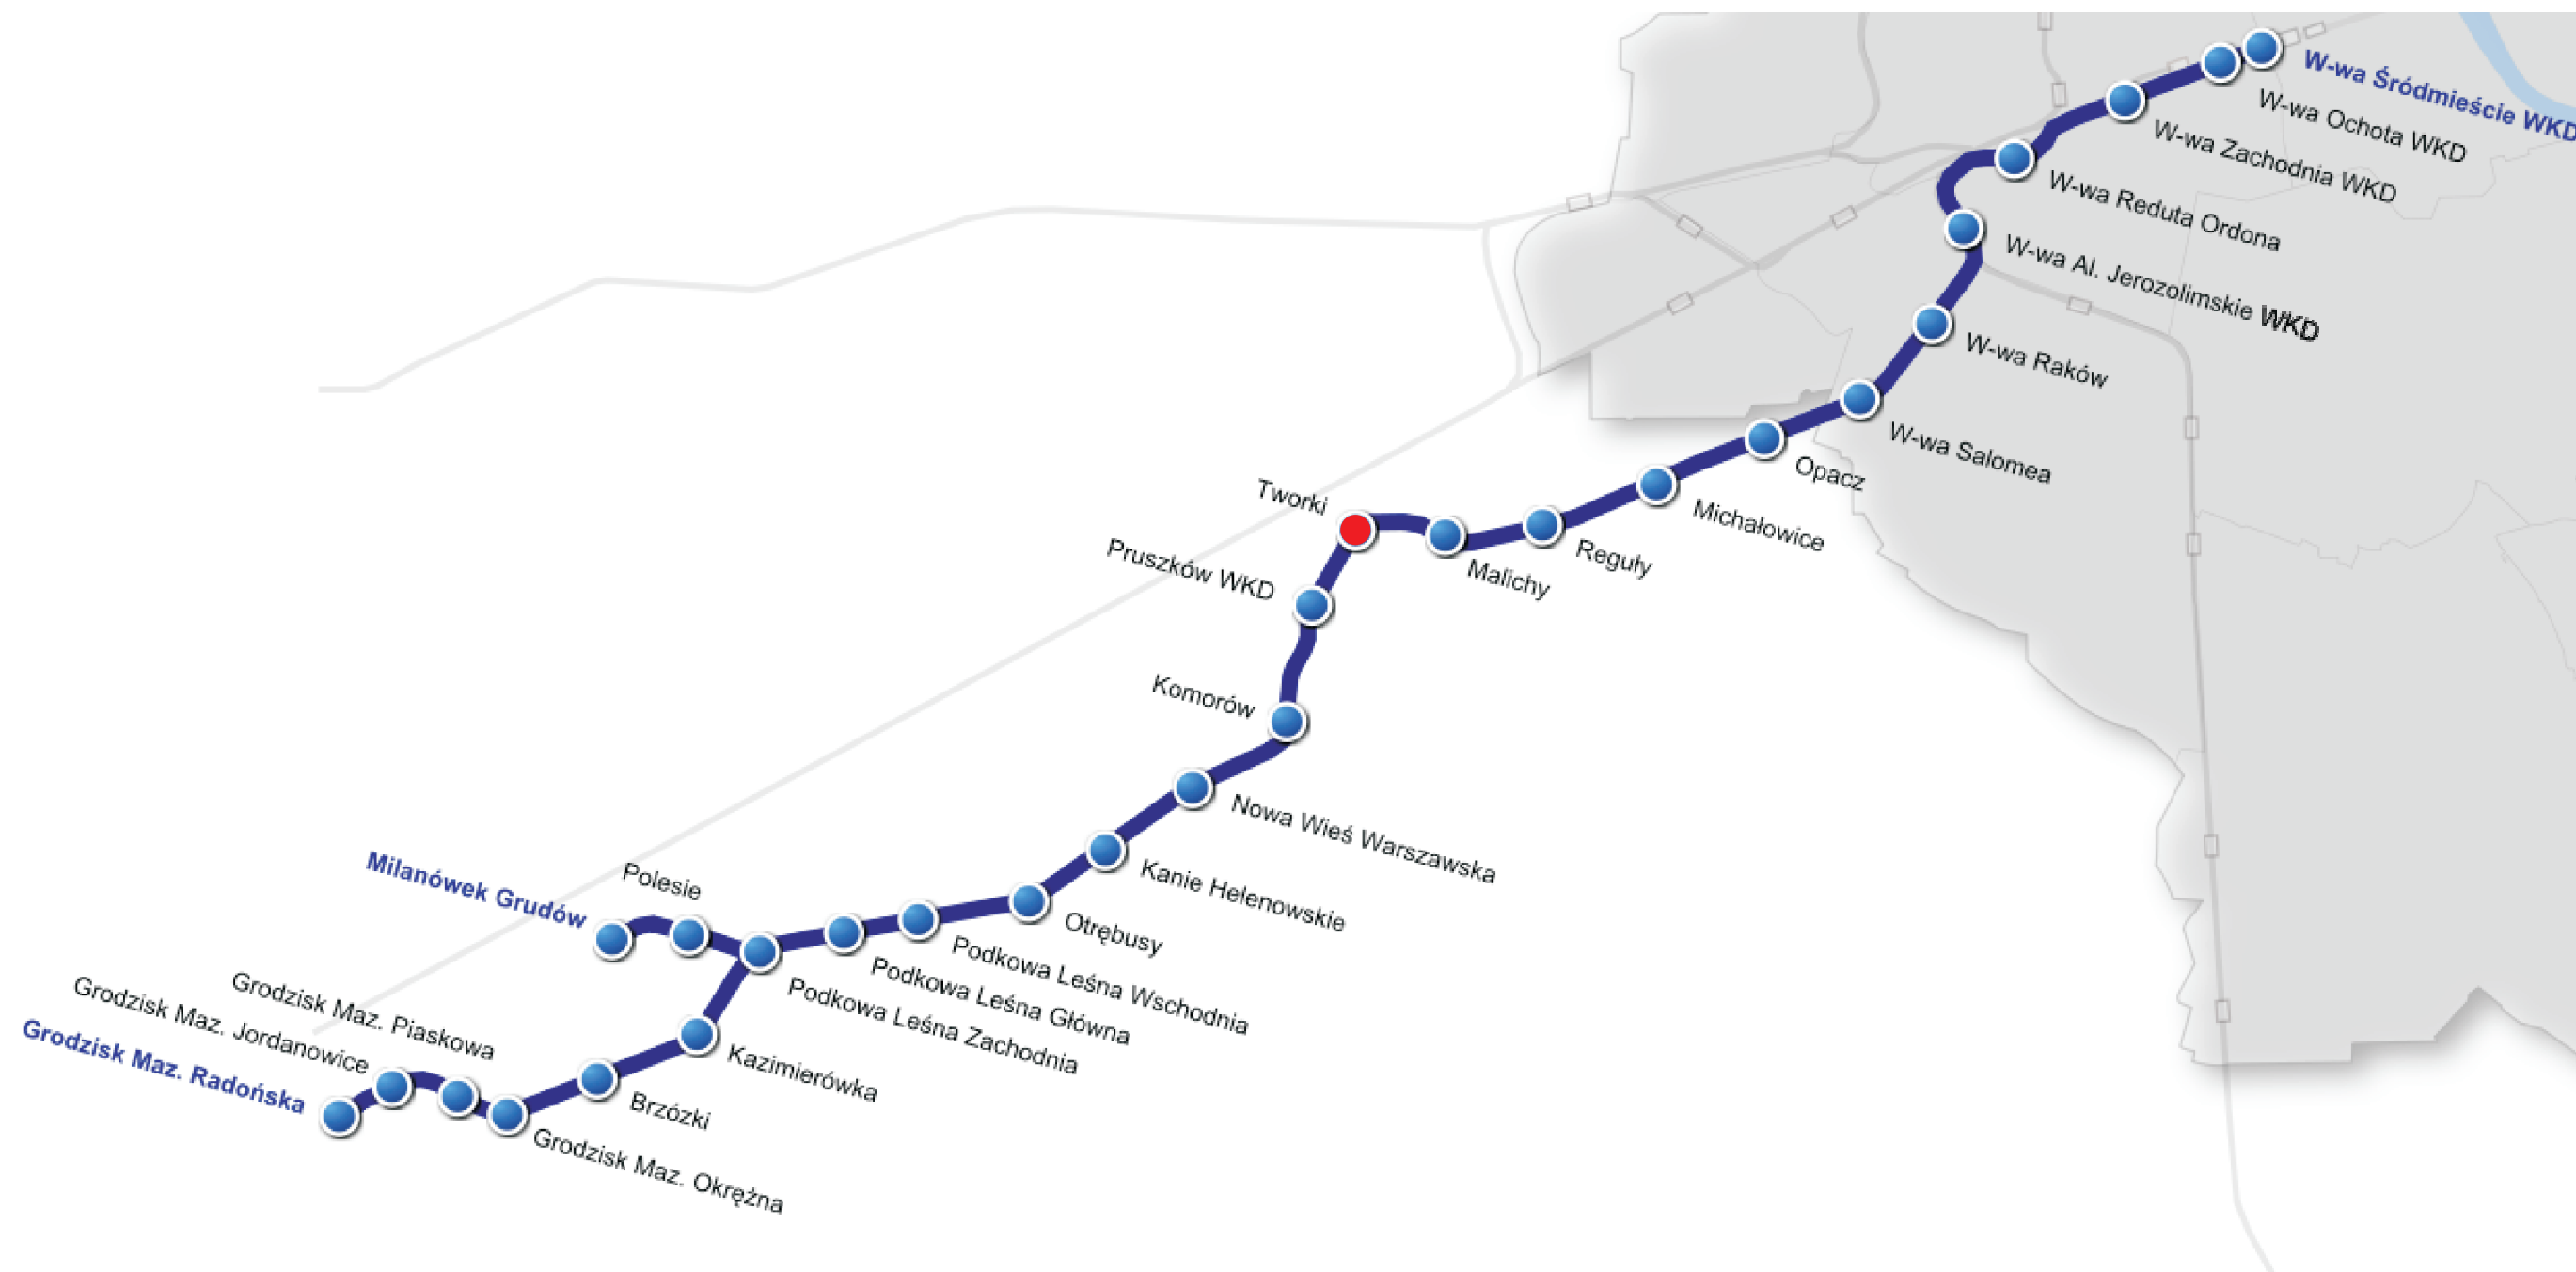 W-wa Śródmieście WKD
W-wa Ochota WKD
W-wa Zachodnia WKD
W-wa Reduta Ordona
W-wa Al. Jerozolimskie WKD
W-wa Raków
W-wa Salomea
Opacz
Michałowice
Reguły
Malichy
Tworki
Pruszków WKD
Komorów
Nowa Wieś Warszawska
Kanie Helenowskie
Otrębusy
Podkowa Leśna Wschodnia
Podkowa Leśna Główna
Podkowa Leśna Zachodnia
Polesie
Milanówek Grudów
Kazimierówka
Brzózki
Grodzisk Maz. Okrężna
Grodzisk Maz. Piaskowa
Grodzisk Maz. Jordanowice
Grodzisk Maz. Radońska